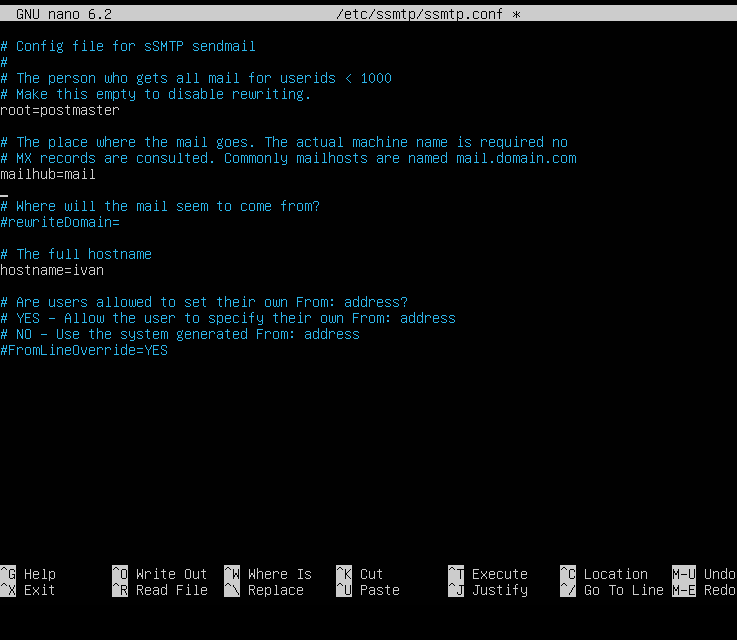 GNU nano 6.2 /etc/ssmtp/ssmtp.conf *
# Config file for sSMTP sendmail
#
# The person who gets all mail for userids < 1000
# Make this empty to disable rewriting.
root=postmaster
# The place where the mail goes. The actual machine name is required no
# MX records are consulted. Commonly mailhosts are named mail.domain.com
mailhub=mail
# Where will the mail seem to come from?
#rewriteDomain=
# The full hostname
hostname=ivan
# Are users allowed to set their own From: address?
# YES - Allow the user to specify their own From: address
# NO - Use the system generated From: address
#FromLineOverride=YES
^G Help ^O Write Out ^W Where Is ^K Cut ^T Execute ^C Location M-U Undo
^X Exit ^R Read File ^\ Replace ^U Paste ^J Justify ^/ Go To Line M-E Redo